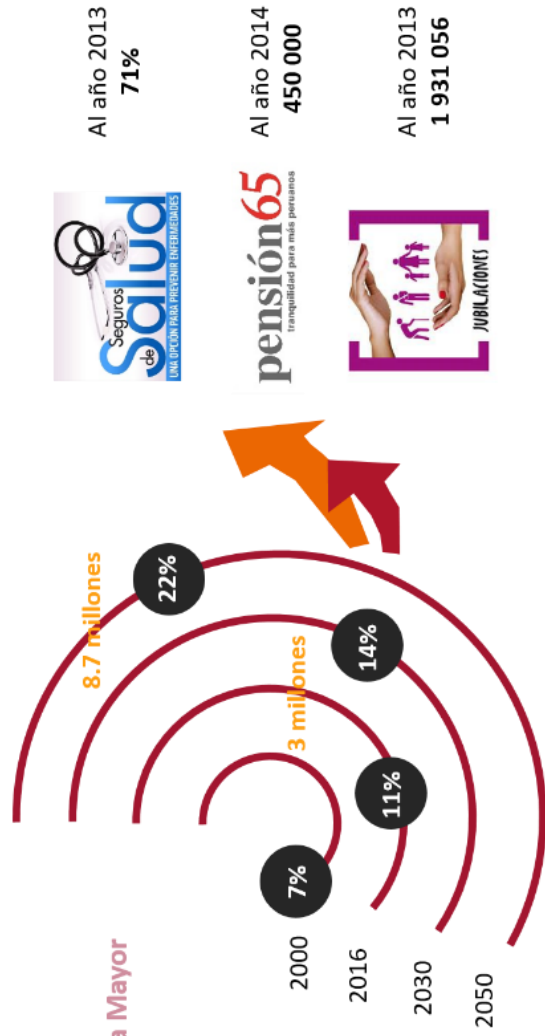 a Mayor
2000
2016
2030
2050
7%
11%
14%
22%
3 millones
8.7 millones
Seguros
de
Salud
UNA OPCION PARA PREVENIR ENFERMEDADES
Al año 2013
71%
pensión65
tranquilidad para más peruanos
Al año 2014
450 000
JUBILACIONES
Al año 2013
1 931 056